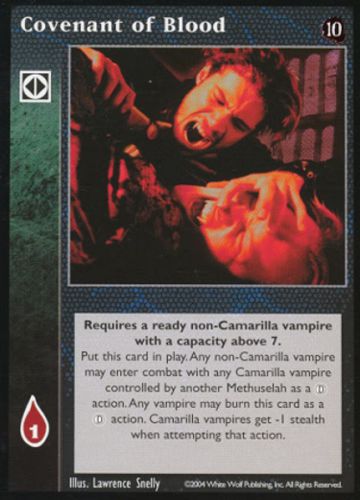 Covenant of Blood
10
Requires a ready non-Camarilla vampire
with a capacity above 7.
Put this card in play. Any non-Camarilla vampire
may enter combat with any Camarilla vampire
controlled by another Methuselah as a Ⓓ
action. Any vampire may burn this card as a
Ⓓ action. Camarilla vampires get -1 stealth
when attempting that action.
1
Illus. Lawrence Snelly
©2004 White Wolf Publishing, Inc. All Rights Reserved.